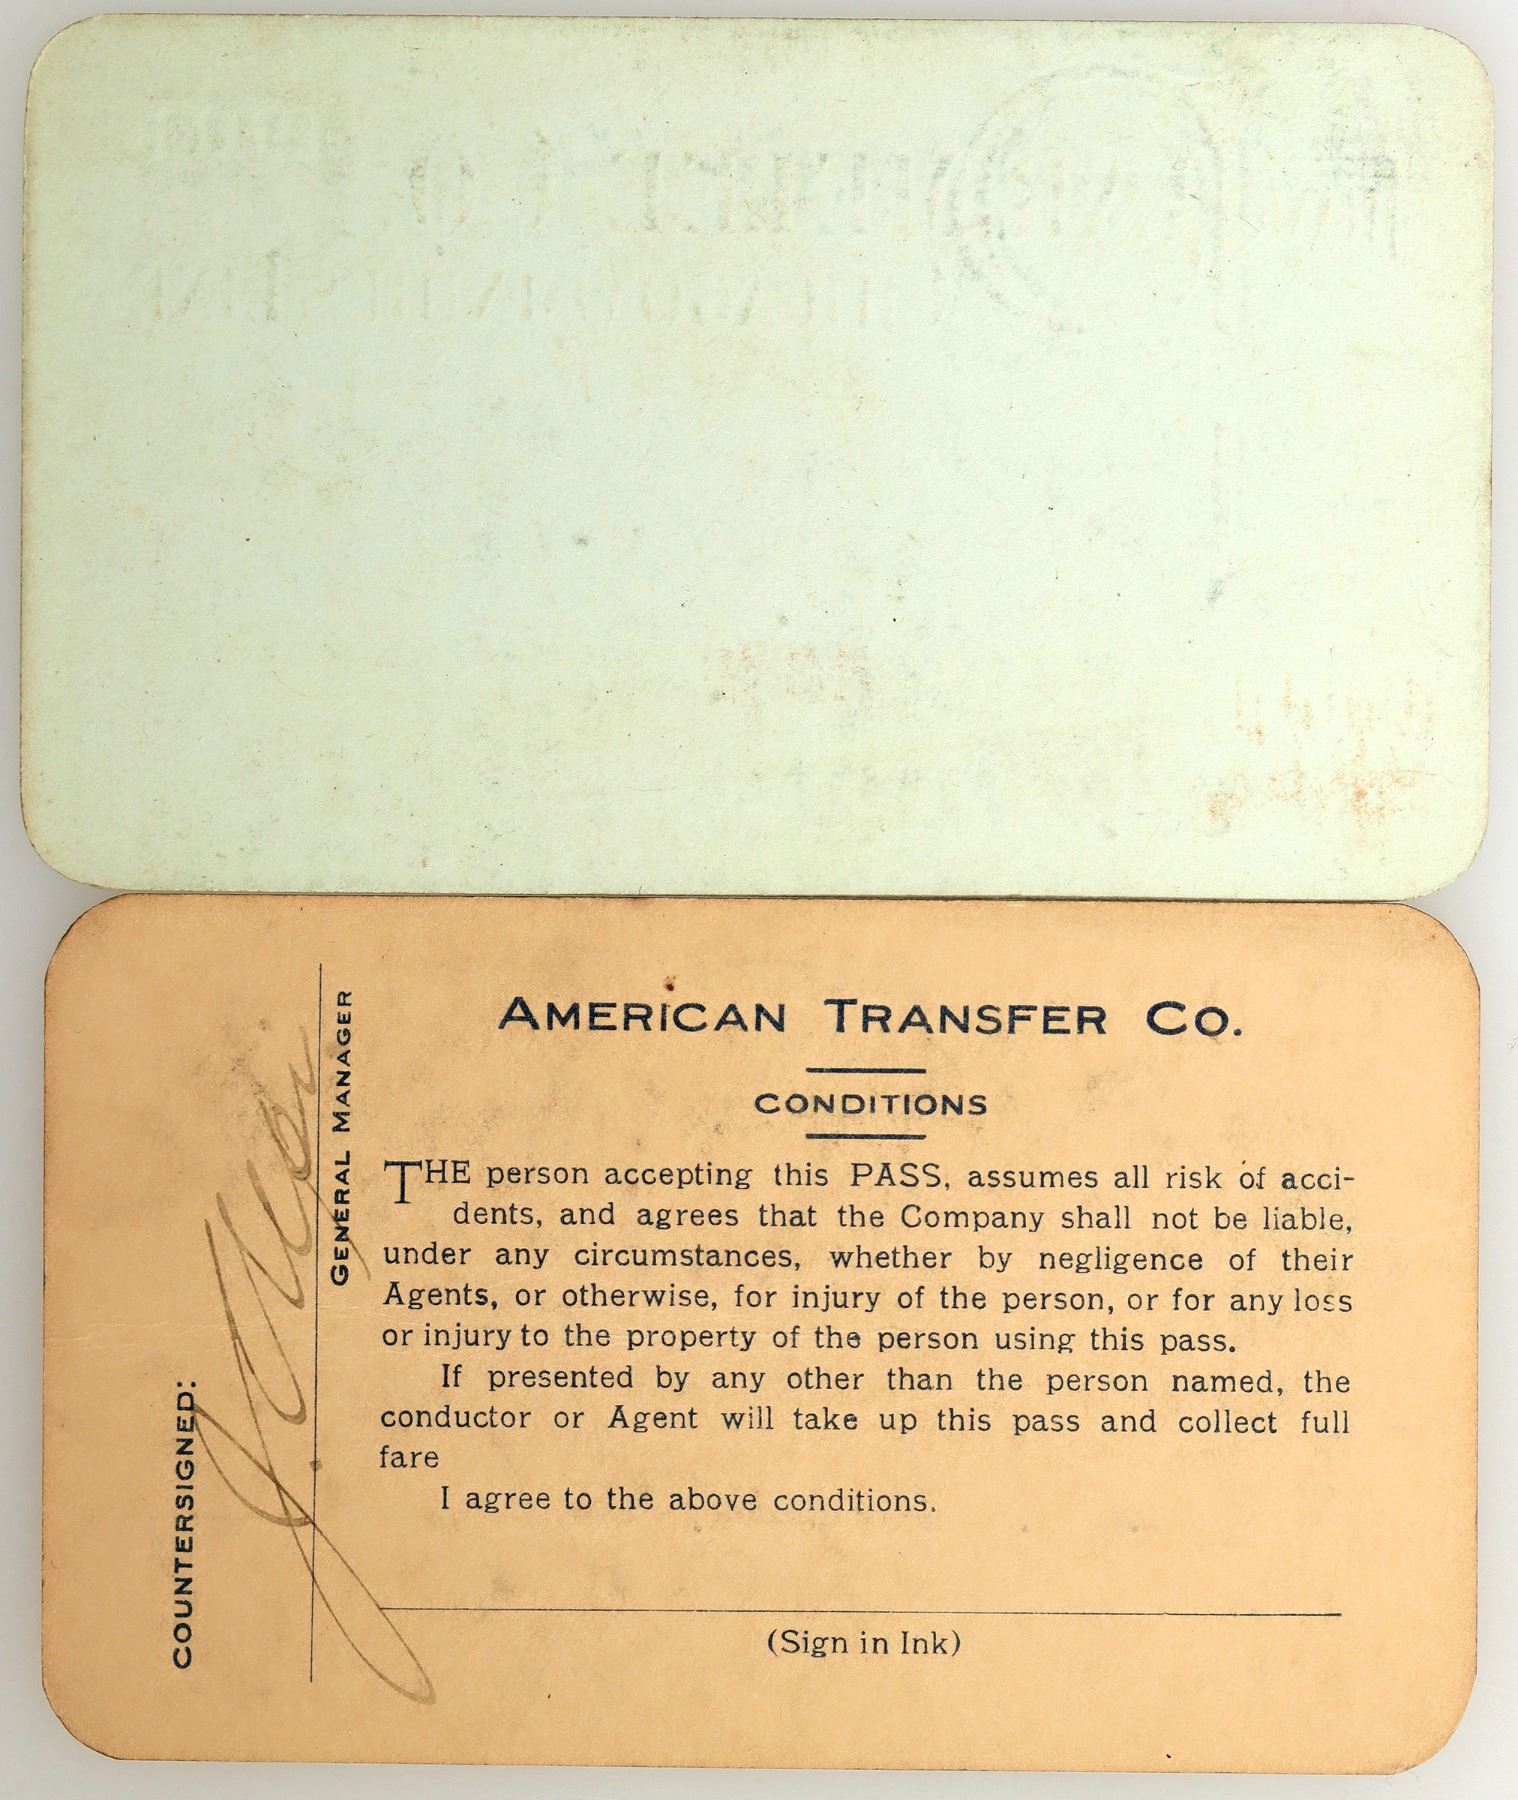 AMERICAN TRANSFER CO.
CONDITIONS
THE person accepting this PASS, assumes all risk of acci-
dents, and agrees that the Company shall not be liable,
under any circumstances, whether by negligence of their
Agents, or otherwise, for injury of the person, or for any loss
or injury to the property of the person using this pass.
If presented by any other than the person named, the
conductor or Agent will take up this pass and collect full
fare
I agree to the above conditions.
(Sign in Ink)
COUNTERSIGNED:
GENERAL MANAGER